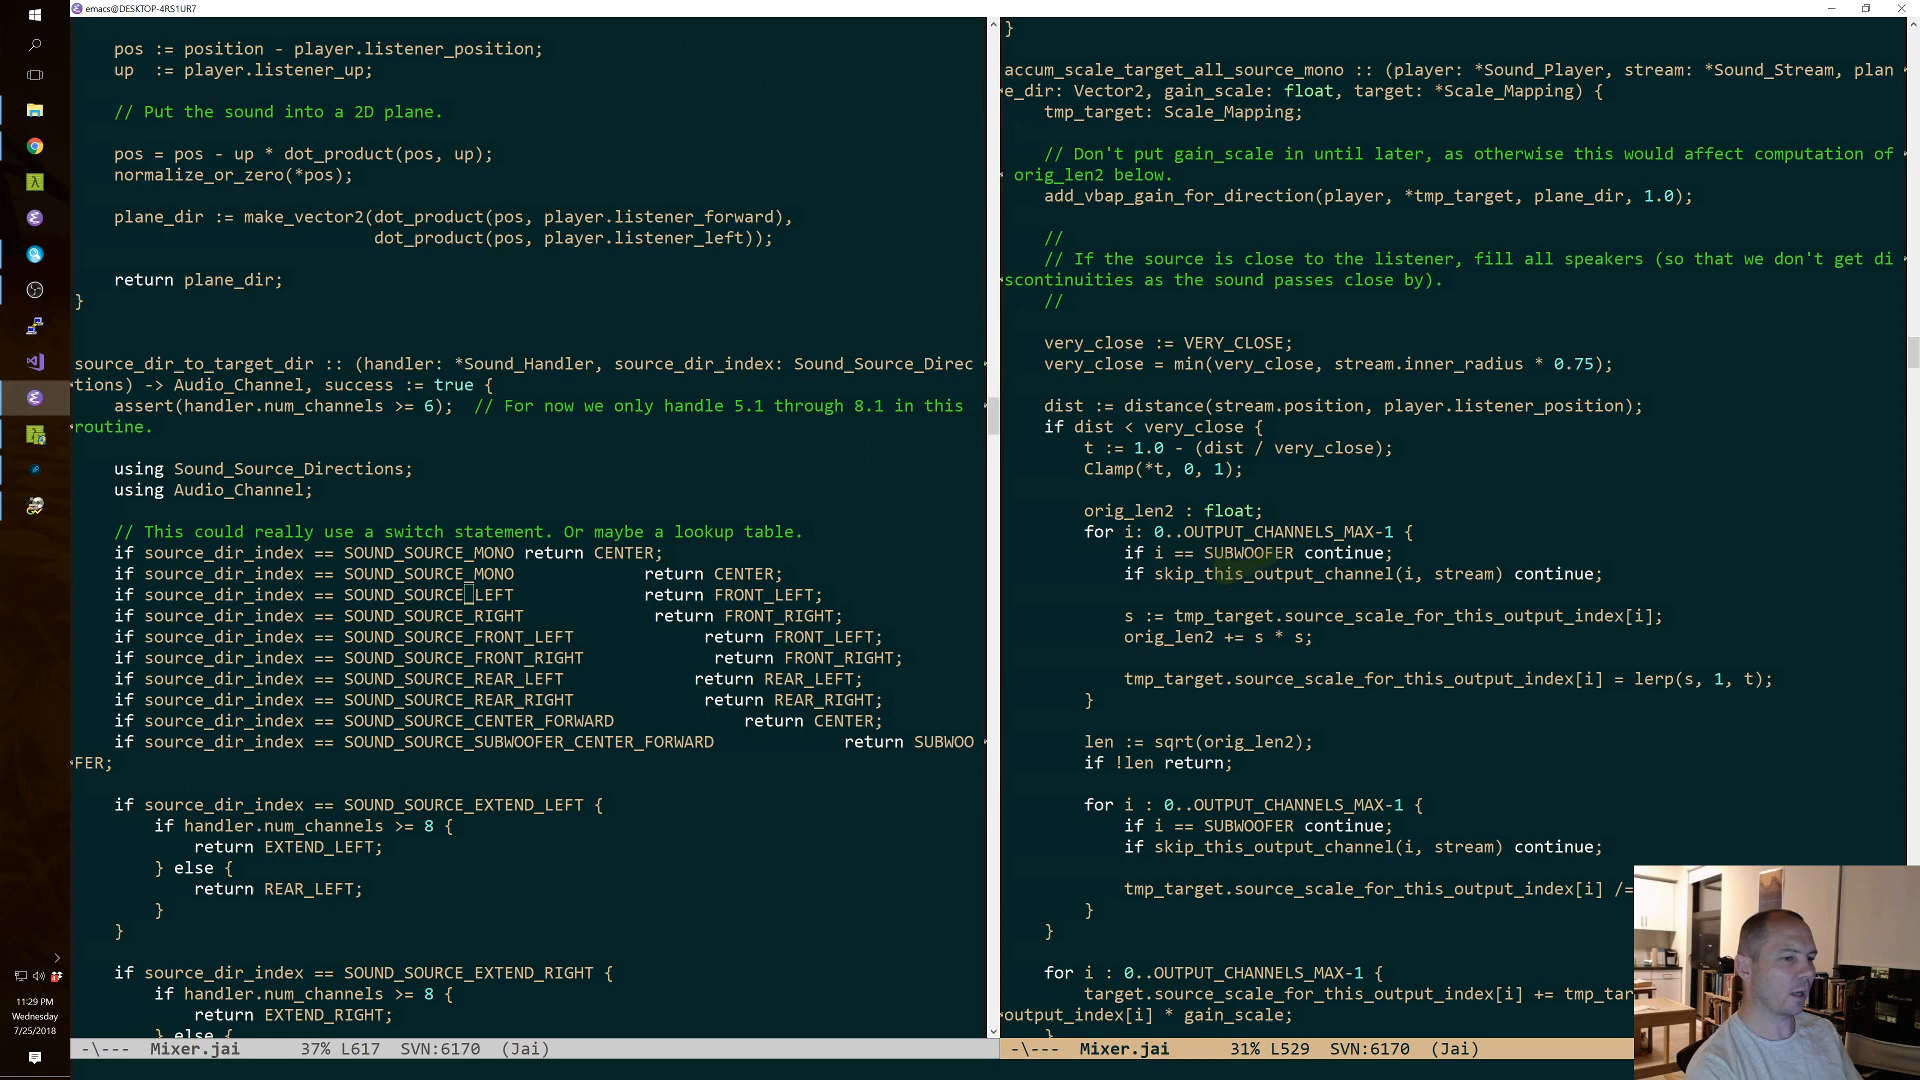 emacs@DESKTOP-4RS1UR7
    pos := position - player.listener_position;
    up  := player.listener_up;
    // Put the sound into a 2D plane.
    pos = pos - up * dot_product(pos, up);
    normalize_or_zero(*pos);
    plane_dir := make_vector2(dot_product(pos, player.listener_forward),
                              dot_product(pos, player.listener_left));
    return plane_dir;
}
source_dir_to_target_dir :: (handler: *Sound_Handler, source_dir_index: Sound_Source_Direc
tions) -> Audio_Channel, success := true {
    assert(handler.num_channels >= 6);  // For now we only handle 5.1 through 8.1 in this
routine.
    using Sound_Source_Directions;
    using Audio_Channel;
    // This could really use a switch statement. Or maybe a lookup table.
    if source_dir_index == SOUND_SOURCE_MONO return CENTER;
    if source_dir_index == SOUND_SOURCE_MONO             return CENTER;
    if source_dir_index == SOUND_SOURCE_LEFT             return FRONT_LEFT;
    if source_dir_index == SOUND_SOURCE_RIGHT             return FRONT_RIGHT;
    if source_dir_index == SOUND_SOURCE_FRONT_LEFT             return FRONT_LEFT;
    if source_dir_index == SOUND_SOURCE_FRONT_RIGHT             return FRONT_RIGHT;
    if source_dir_index == SOUND_SOURCE_REAR_LEFT             return REAR_LEFT;
    if source_dir_index == SOUND_SOURCE_REAR_RIGHT             return REAR_RIGHT;
    if source_dir_index == SOUND_SOURCE_CENTER_FORWARD             return CENTER;
    if source_dir_index == SOUND_SOURCE_SUBWOOFER_CENTER_FORWARD             return SUBWOO
FER;
    if source_dir_index == SOUND_SOURCE_EXTEND_LEFT {
        if handler.num_channels >= 8 {
            return EXTEND_LEFT;
        } else {
            return REAR_LEFT;
        }
    }
    if source_dir_index == SOUND_SOURCE_EXTEND_RIGHT {
        if handler.num_channels >= 8 {
            return EXTEND_RIGHT;
        } else {
-\---  Mixer.jai      37% L617  SVN:6170  (Jai)
}
accum_scale_target_all_source_mono :: (player: *Sound_Player, stream: *Sound_Stream, plan
e_dir: Vector2, gain_scale: float, target: *Scale_Mapping) {
    tmp_target: Scale_Mapping;
    // Don't put gain_scale in until later, as otherwise this would affect computation of
 orig_len2 below.
    add_vbap_gain_for_direction(player, *tmp_target, plane_dir, 1.0);
    //
    // If the source is close to the listener, fill all speakers (so that we don't get di
scontinuities as the sound passes close by).
    //
    very_close := VERY_CLOSE;
    very_close = min(very_close, stream.inner_radius * 0.75);
    dist := distance(stream.position, player.listener_position);
    if dist < very_close {
        t := 1.0 - (dist / very_close);
        Clamp(*t, 0, 1);
        orig_len2 : float;
        for i: 0..OUTPUT_CHANNELS_MAX-1 {
            if i == SUBWOOFER continue;
            if skip_this_output_channel(i, stream) continue;
            s := tmp_target.source_scale_for_this_output_index[i];
            orig_len2 += s * s;
            tmp_target.source_scale_for_this_output_index[i] = lerp(s, 1, t);
        }
        len := sqrt(orig_len2);
        if !len return;
        for i : 0..OUTPUT_CHANNELS_MAX-1 {
            if i == SUBWOOFER continue;
            if skip_this_output_channel(i, stream) continue;
            tmp_target.source_scale_for_this_output_index[i] /=
        }
    }
    for i : 0..OUTPUT_CHANNELS_MAX-1 {
        target.source_scale_for_this_output_index[i] += tmp_tar
output_index[i] * gain_scale;
    }
-\---  Mixer.jai      31% L529  SVN:6170  (Jai)
11:29 PM
Wednesday
7/25/2018